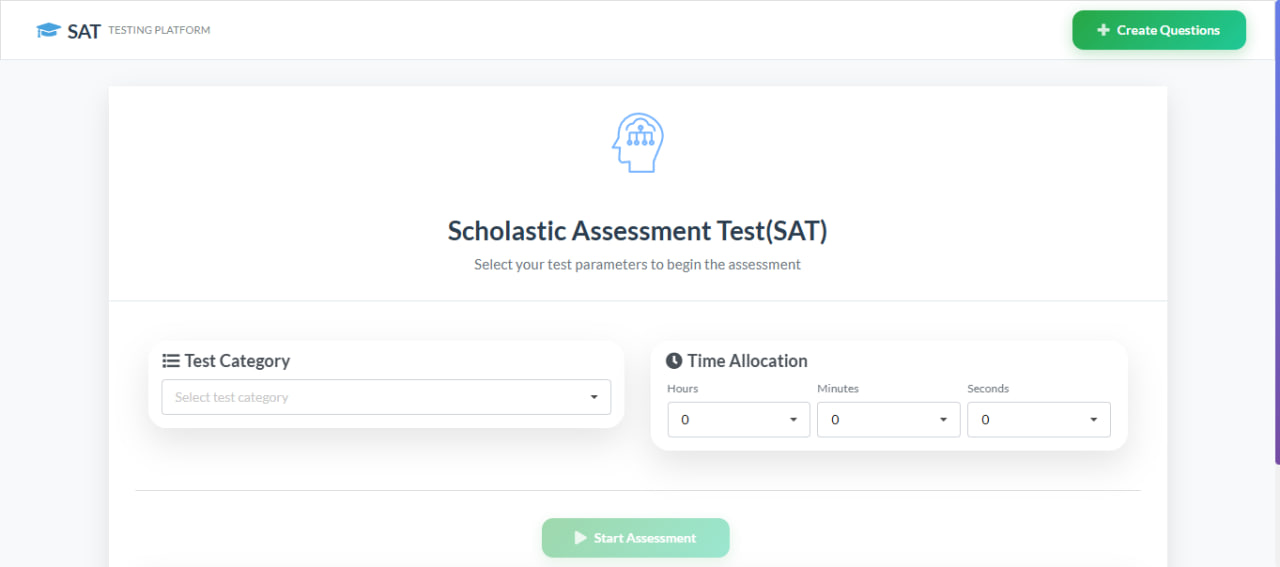 SAT TESTING PLATFORM
Create Questions
Scholastic Assessment Test(SAT)
Select your test parameters to begin the assessment
Test Category
Select test category
Time Allocation
Hours Minutes Seconds
0 0 0
Start Assessment